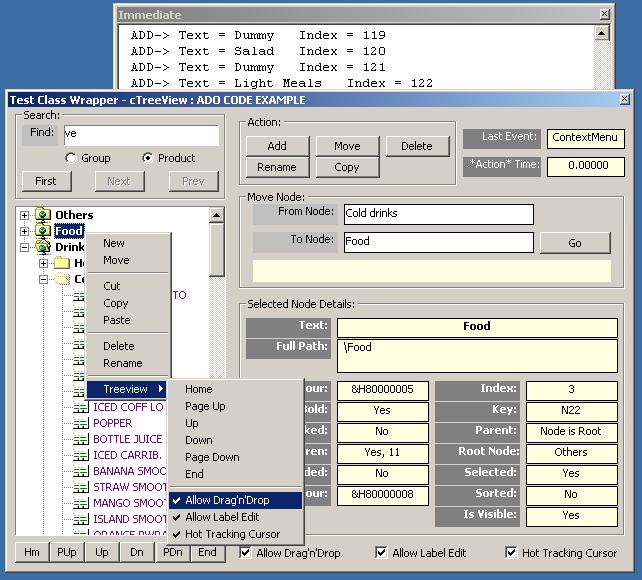 Immediate
ADD-> Text = Dummy   Index = 119
ADD-> Text = Salad   Index = 120
ADD-> Text = Dummy   Index = 121
ADD-> Text = Light Meals   Index = 122
Test Class Wrapper - cTreeView : ADO CODE EXAMPLE
Search:
Find: ve
Group Product
First Next Prev
Action:
Add Move Delete
Rename Copy
Last Event: ContextMenu
*Action* Time: 0.00000
Move Node:
From Node: Cold drinks
To Node: Food Go
Others
Food
Drink
H
C
TO
ICED COFF LO
POPPER
BOTTLE JUICE
ICED CARRIB.
BANANA SMOO
STRAW SMOOT
MANGO SMOOT
ISLAND SMOOT
New
Move
Cut
Copy
Paste
Delete
Rename
Treeview
Home
Page Up
Up
Down
Page Down
End
Allow Drag'n'Drop
Allow Label Edit
Hot Tracking Cursor
Selected Node Details:
Text: Food
Full Path: \Food
our: &H80000005 Index: 3
Bold: Yes Key: N22
ked: No Parent: Node is Root
ren: Yes, 11 Root Node: Others
ded: No Selected: Yes
our: &H80000008 Sorted: No
Is Visible: Yes
Hm PUp Up Dn PDn End Allow Drag'n'Drop Allow Label Edit Hot Tracking Cursor